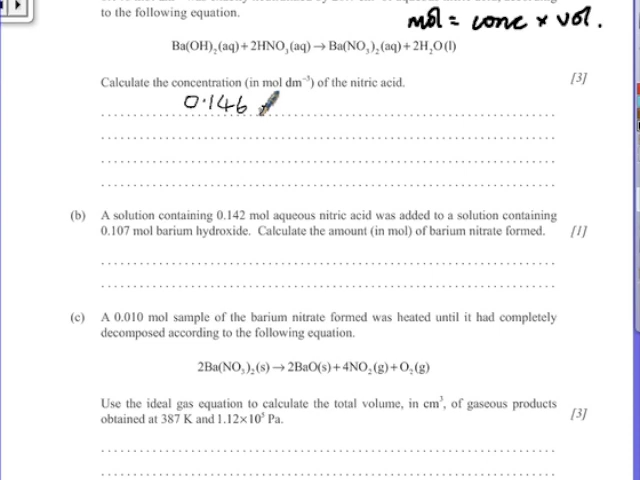 mol = conc x vol.
to the following equation.
Ba(OH)₂(aq) + 2HNO₃(aq) → Ba(NO₃)₂(aq) + 2H₂O(l)
Calculate the concentration (in mol dm⁻³) of the nitric acid. [3]
0.146
(b) A solution containing 0.142 mol aqueous nitric acid was added to a solution containing
0.107 mol barium hydroxide. Calculate the amount (in mol) of barium nitrate formed. [1]
(c) A 0.010 mol sample of the barium nitrate formed was heated until it had completely
decomposed according to the following equation.
2Ba(NO₃)₂(s) → 2BaO(s) + 4NO₂(g) + O₂(g)
Use the ideal gas equation to calculate the total volume, in cm³, of gaseous products
obtained at 387 K and 1.12×10⁵ Pa. [3]